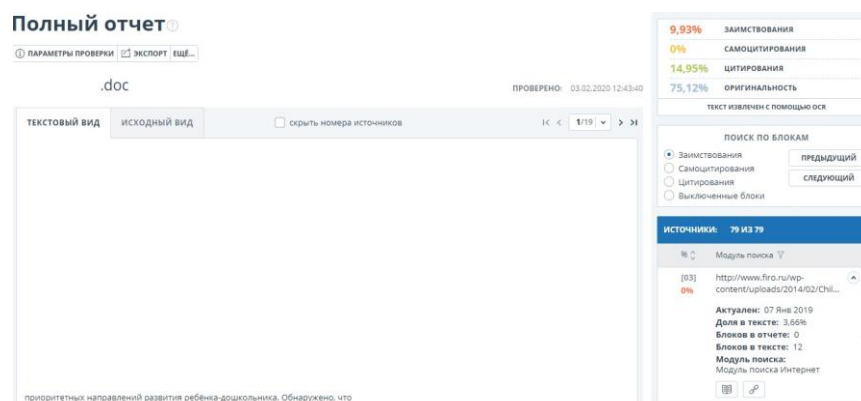 Полный отчет
ПАРАМЕТРЫ ПРОВЕРКИ ЭКСПОРТ ЕЩЁ...
.doc
ПРОВЕРЕНО: 03.02.2020 12:43:40
ТЕКСТОВЫЙ ВИД ИСХОДНЫЙ ВИД скрыть номера источников 1/19
приоритетных направлений развития ребёнка-дошкольника. Обнаружено, что
9,93% ЗАИМСТВОВАНИЯ
0% САМОЦИТИРОВАНИЯ
14,95% ЦИТИРОВАНИЯ
75,12% ОРИГИНАЛЬНОСТЬ
ТЕКСТ ИЗВЛЕЧЕН С ПОМОЩЬЮ OCR
ПОИСК ПО БЛОКАМ
Заимствования
Самоцитирования
Цитирования
Выключенные блоки
ПРЕДЫДУЩИЙ
СЛЕДУЮЩИЙ
ИСТОЧНИКИ: 79 ИЗ 79
№ Модуль поиска
[03] http://www.firo.ru/wp-
0% content/uploads/2014/02/Chil...
Актуален: 07 Янв 2019
Доля в тексте: 3,66%
Блоков в отчете: 0
Блоков в тексте: 12
Модуль поиска:
Модуль поиска Интернет